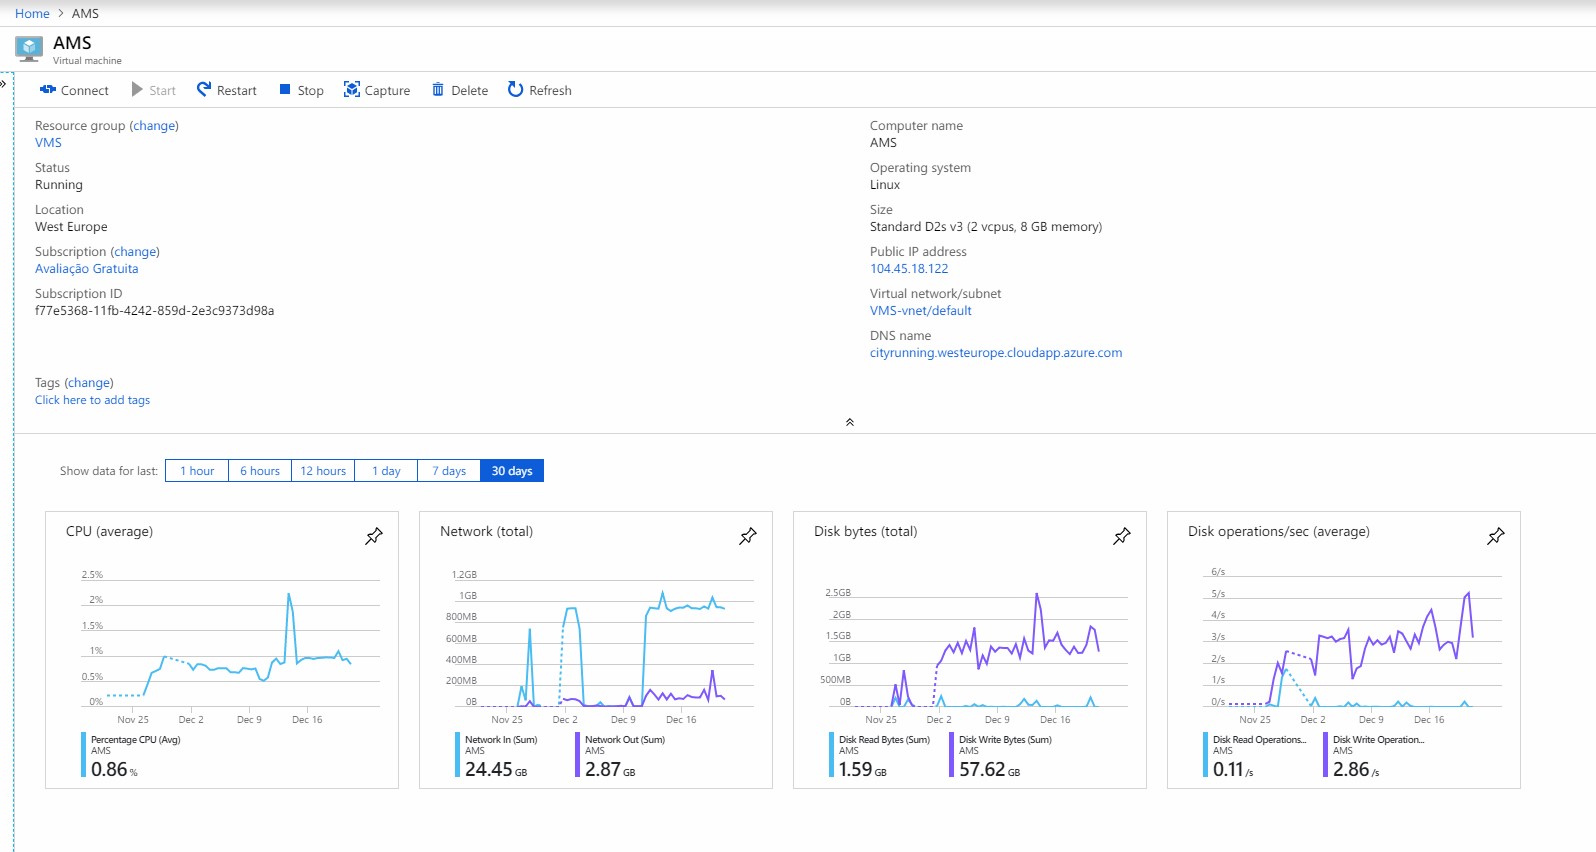 Home > AMS
AMS
Virtual machine
»
Connect Start Restart Stop Capture Delete Refresh
Resource group (change)
VMS
Status
Running
Location
West Europe
Subscription (change)
Avaliação Gratuita
Subscription ID
f77e5368-11fb-4242-859d-2e3c9373d98a
Computer name
AMS
Operating system
Linux
Size
Standard D2s v3 (2 vcpus, 8 GB memory)
Public IP address
104.45.18.122
Virtual network/subnet
VMS-vnet/default
DNS name
cityrunning.westeurope.cloudapp.azure.com
Tags (change)
Click here to add tags
Show data for last: 1 hour 6 hours 12 hours 1 day 7 days 30 days
CPU (average)
2.5%
2%
1.5%
1%
0.5%
0%
Nov 25 Dec 2 Dec 9 Dec 16
Percentage CPU (Avg)
AMS
0.86 %
Network (total)
1.2GB
1GB
800MB
600MB
400MB
200MB
0B
Nov 25 Dec 2 Dec 9 Dec 16
Network In (Sum)
AMS
24.45 GB
Network Out (Sum)
AMS
2.87 GB
Disk bytes (total)
2.5GB
2GB
1.5GB
1GB
500MB
0B
Nov 25 Dec 2 Dec 9 Dec 16
Disk Read Bytes (Sum)
AMS
1.59 GB
Disk Write Bytes (Sum)
AMS
57.62 GB
Disk operations/sec (average)
6/s
5/s
4/s
3/s
2/s
1/s
0/s
Nov 25 Dec 2 Dec 9 Dec 16
Disk Read Operations...
AMS
0.11 /s
Disk Write Operation...
AMS
2.86 /s